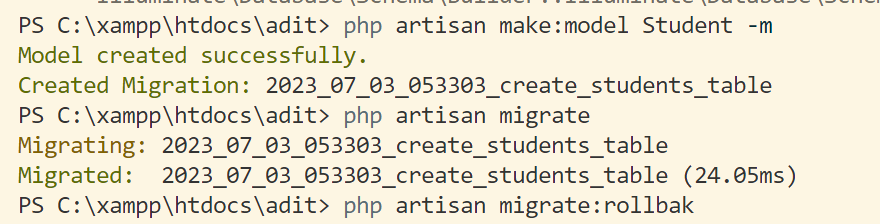 PS C:\xampp\htdocs\adit> php artisan make:model Student -m
Model created successfully.
Created Migration: 2023_07_03_053303_create_students_table
PS C:\xampp\htdocs\adit> php artisan migrate
Migrating: 2023_07_03_053303_create_students_table
Migrated:  2023_07_03_053303_create_students_table (24.05ms)
PS C:\xampp\htdocs\adit> php artisan migrate:rollbak